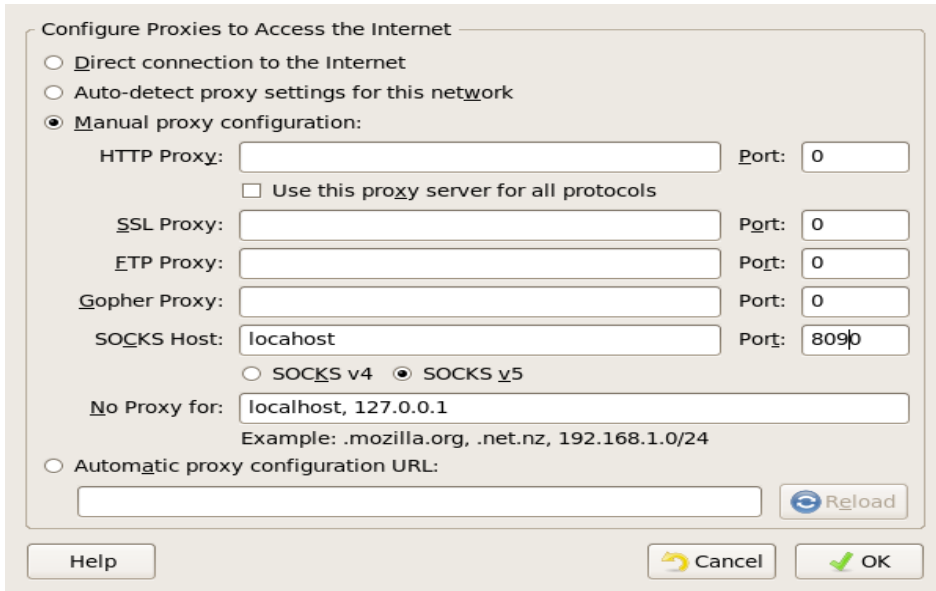 Configure Proxies to Access the Internet
Direct connection to the Internet
Auto-detect proxy settings for this network
Manual proxy configuration:
HTTP Proxy: Port: 0
Use this proxy server for all protocols
SSL Proxy: Port: 0
FTP Proxy: Port: 0
Gopher Proxy: Port: 0
SOCKS Host: locahost Port: 8090
SOCKS v4 SOCKS v5
No Proxy for: localhost, 127.0.0.1
Example: .mozilla.org, .net.nz, 192.168.1.0/24
Automatic proxy configuration URL:
Reload
Help Cancel OK